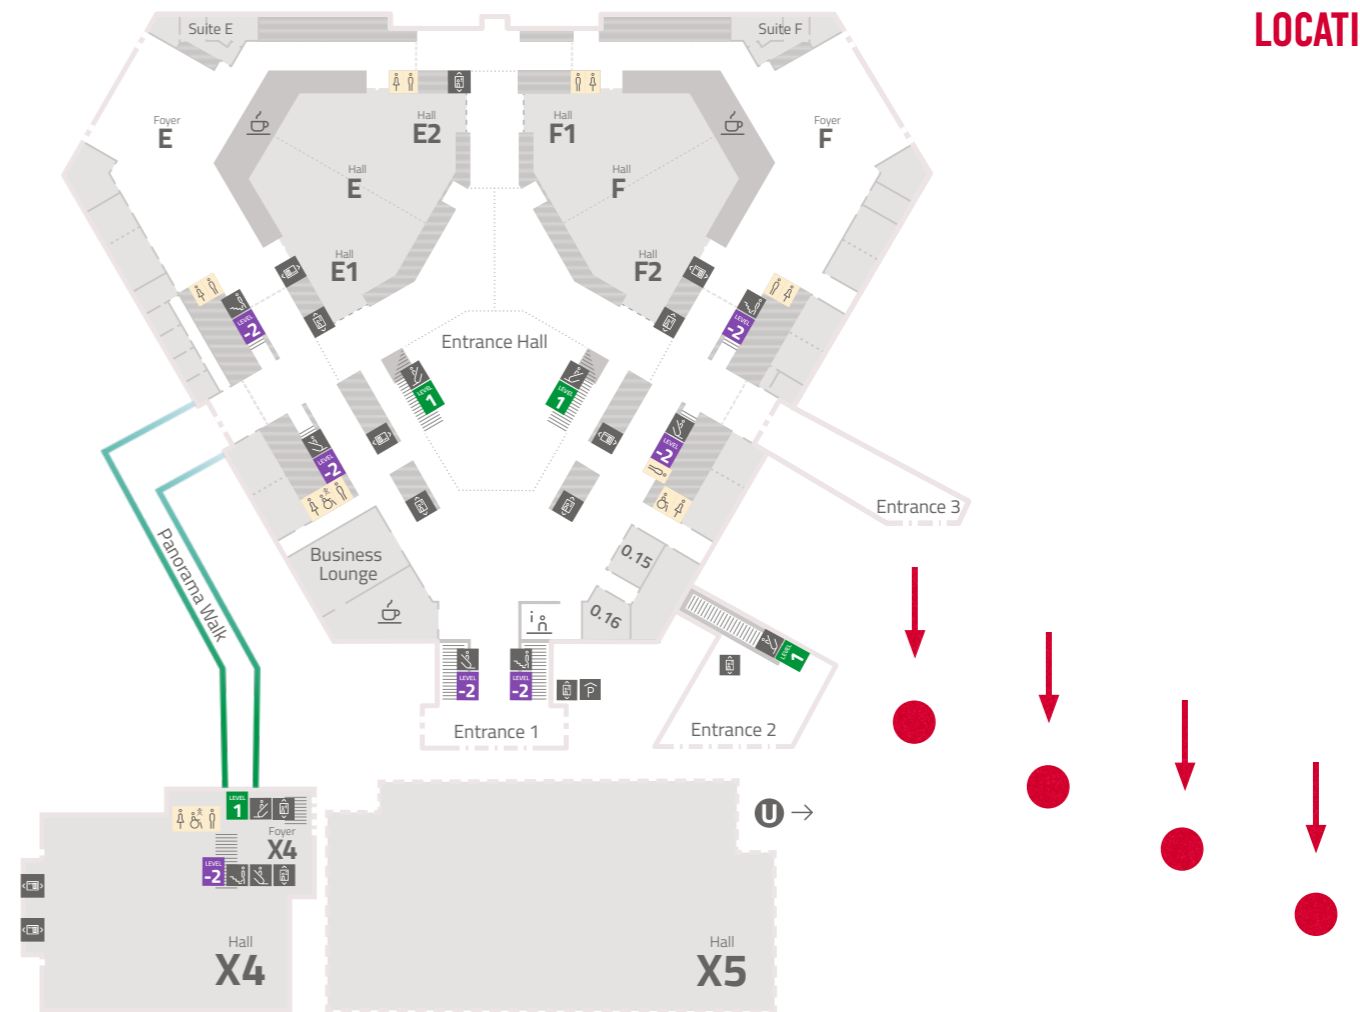 LOCATI
Suite E
Suite F
Foyer
E
Hall
E2
Hall
F1
Foyer
F
Hall
E
Hall
F
Hall
E1
Hall
F2
LEVEL
-2
LEVEL
-2
Entrance Hall
LEVEL
1
LEVEL
1
LEVEL
-2
LEVEL
-2
Entrance 3
Panorama Walk
Business
Lounge
0.15
0.16
i
LEVEL
1
LEVEL
-2
LEVEL
-2
P
Entrance 1
Entrance 2
LEVEL
1
U
Foyer
X4
LEVEL
-2
Hall
X4
Hall
X5